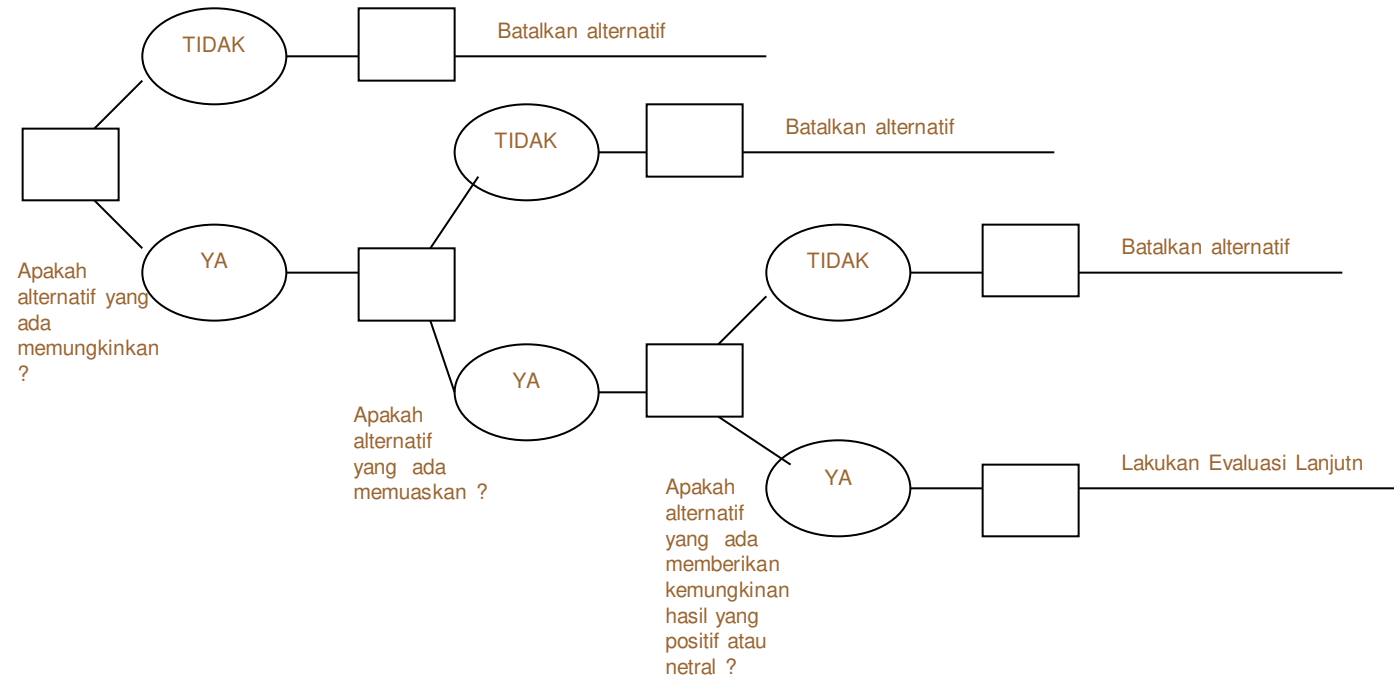 TIDAK
Batalkan alternatif
TIDAK
Batalkan alternatif
YA
Apakah
alternatif yang
ada
memungkinkan
?
TIDAK
Batalkan alternatif
YA
Apakah
alternatif
yang ada
memuaskan ?
YA
Lakukan Evaluasi Lanjutn
Apakah
alternatif
yang ada
memberikan
kemungkinan
hasil yang
positif atau
netral ?